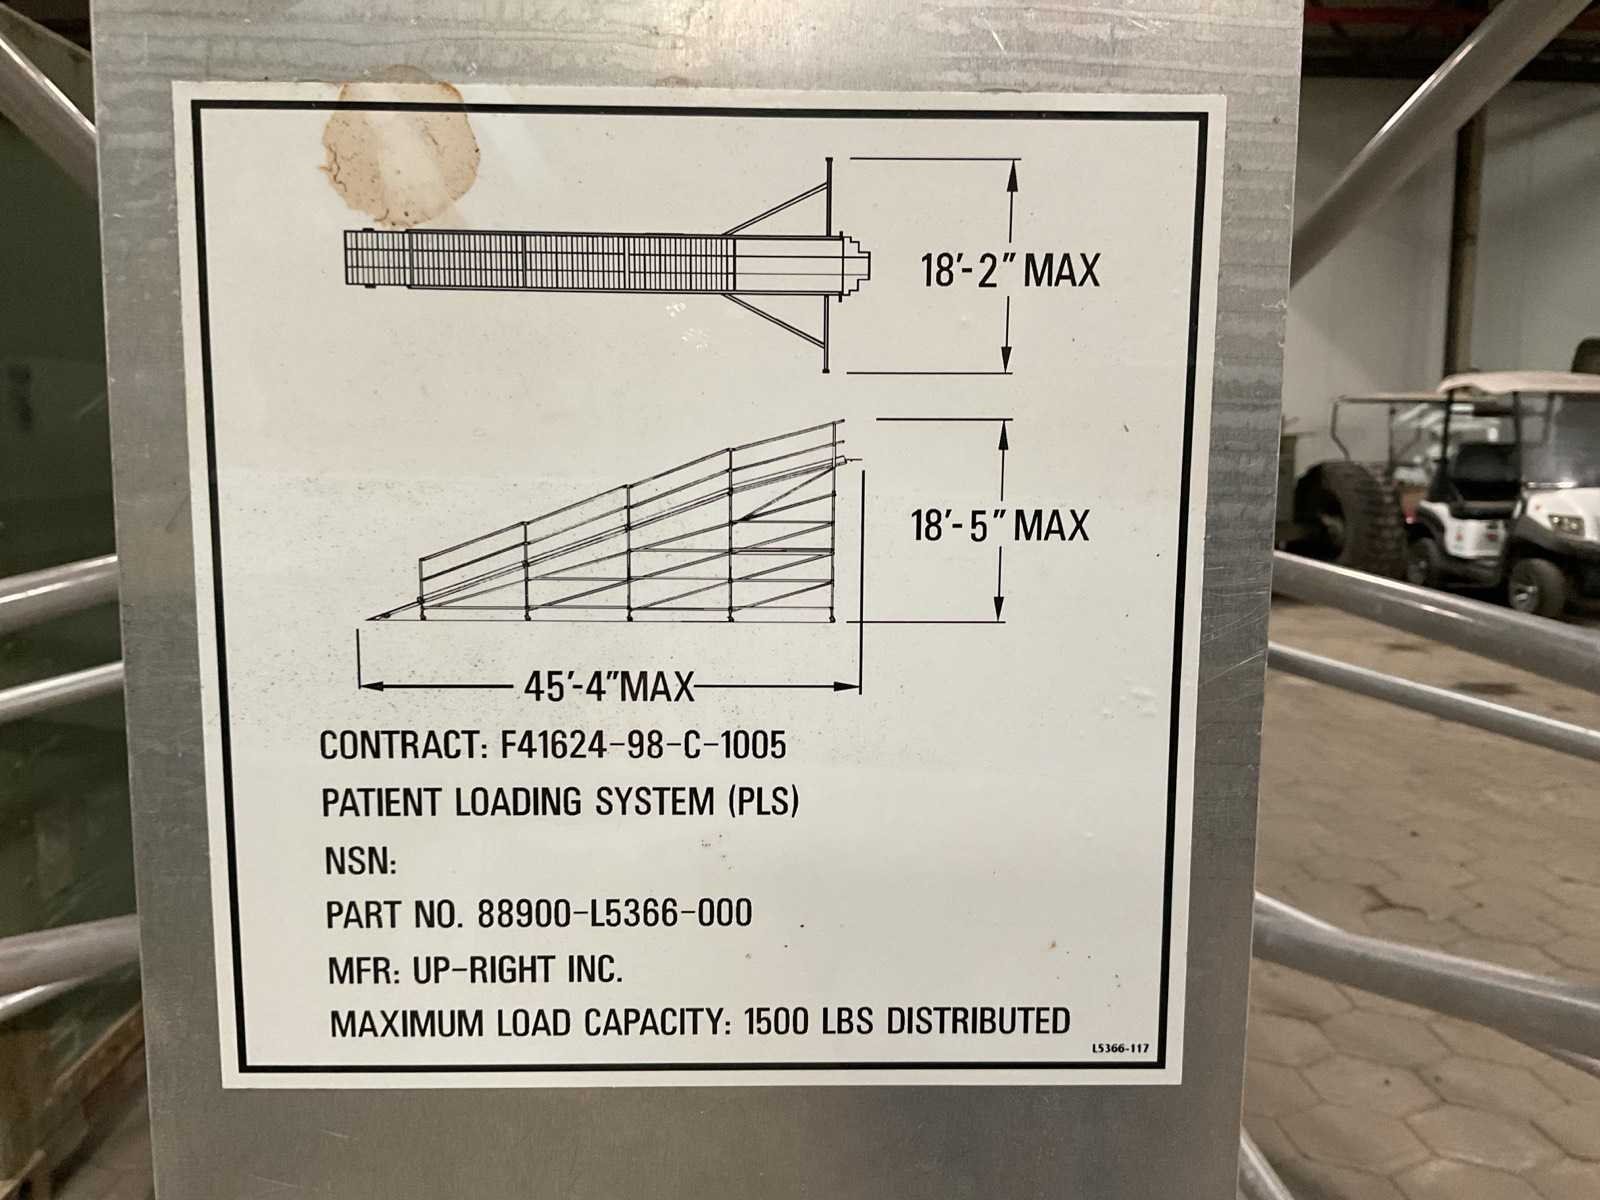 18'-2" MAX
18'-5" MAX
45'-4"MAX
CONTRACT: F41624-98-C-1005
PATIENT LOADING SYSTEM (PLS)
NSN:
PART NO. 88900-L5366-000
MFR: UP-RIGHT INC.
MAXIMUM LOAD CAPACITY: 1500 LBS DISTRIBUTED
L5366-117